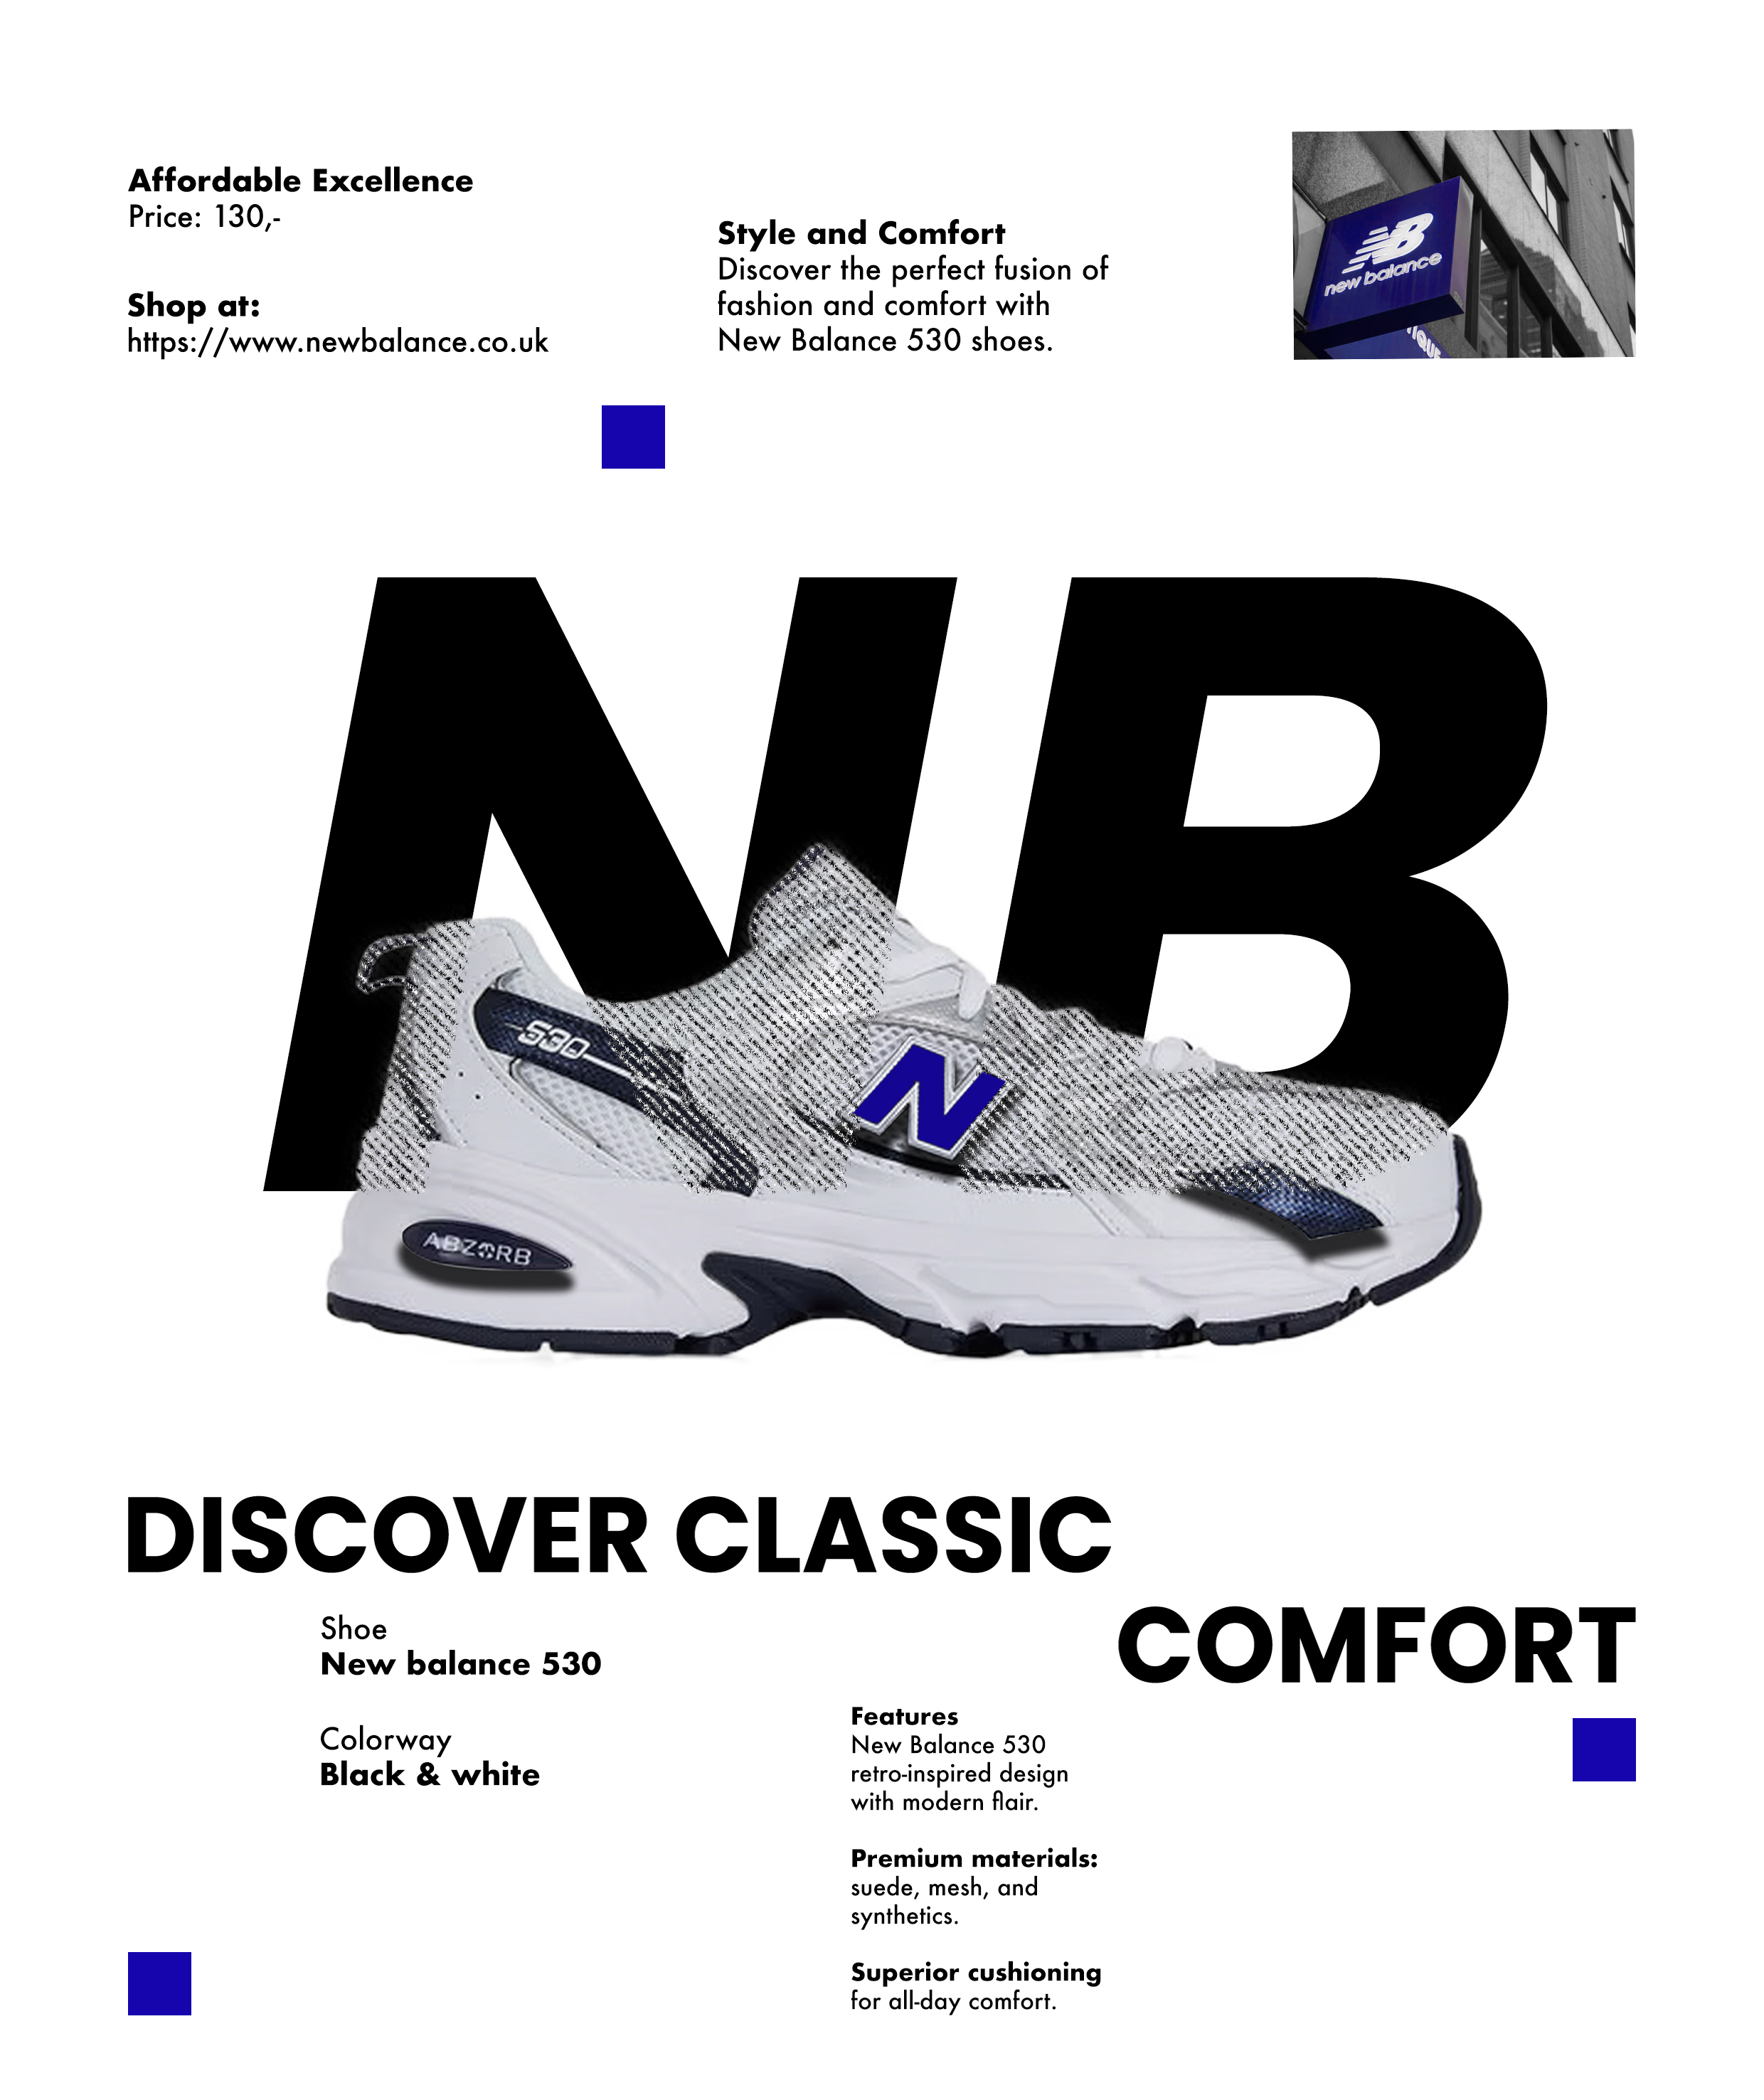 Affordable Excellence
Price: 130,-
Shop at:
https://www.newbalance.co.uk
Style and Comfort
Discover the perfect fusion of
fashion and comfort with
New Balance 530 shoes.
NB
new balance
IQUE
NB
530
N
ABZORB
DISCOVER CLASSIC
COMFORT
Shoe
New balance 530
Colorway
Black & white
Features
New Balance 530
retro-inspired design
with modern flair.
Premium materials:
suede, mesh, and
synthetics.
Superior cushioning
for all-day comfort.